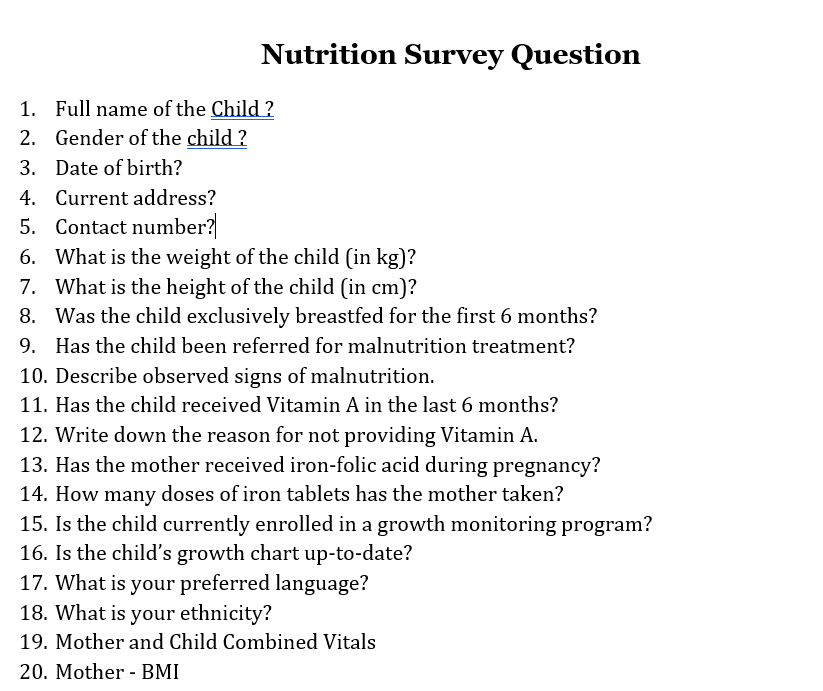 Nutrition Survey Question
1. Full name of the Child ?
2. Gender of the child ?
3. Date of birth?
4. Current address?
5. Contact number?
6. What is the weight of the child (in kg)?
7. What is the height of the child (in cm)?
8. Was the child exclusively breastfed for the first 6 months?
9. Has the child been referred for malnutrition treatment?
10. Describe observed signs of malnutrition.
11. Has the child received Vitamin A in the last 6 months?
12. Write down the reason for not providing Vitamin A.
13. Has the mother received iron-folic acid during pregnancy?
14. How many doses of iron tablets has the mother taken?
15. Is the child currently enrolled in a growth monitoring program?
16. Is the child’s growth chart up-to-date?
17. What is your preferred language?
18. What is your ethnicity?
19. Mother and Child Combined Vitals
20. Mother - BMI